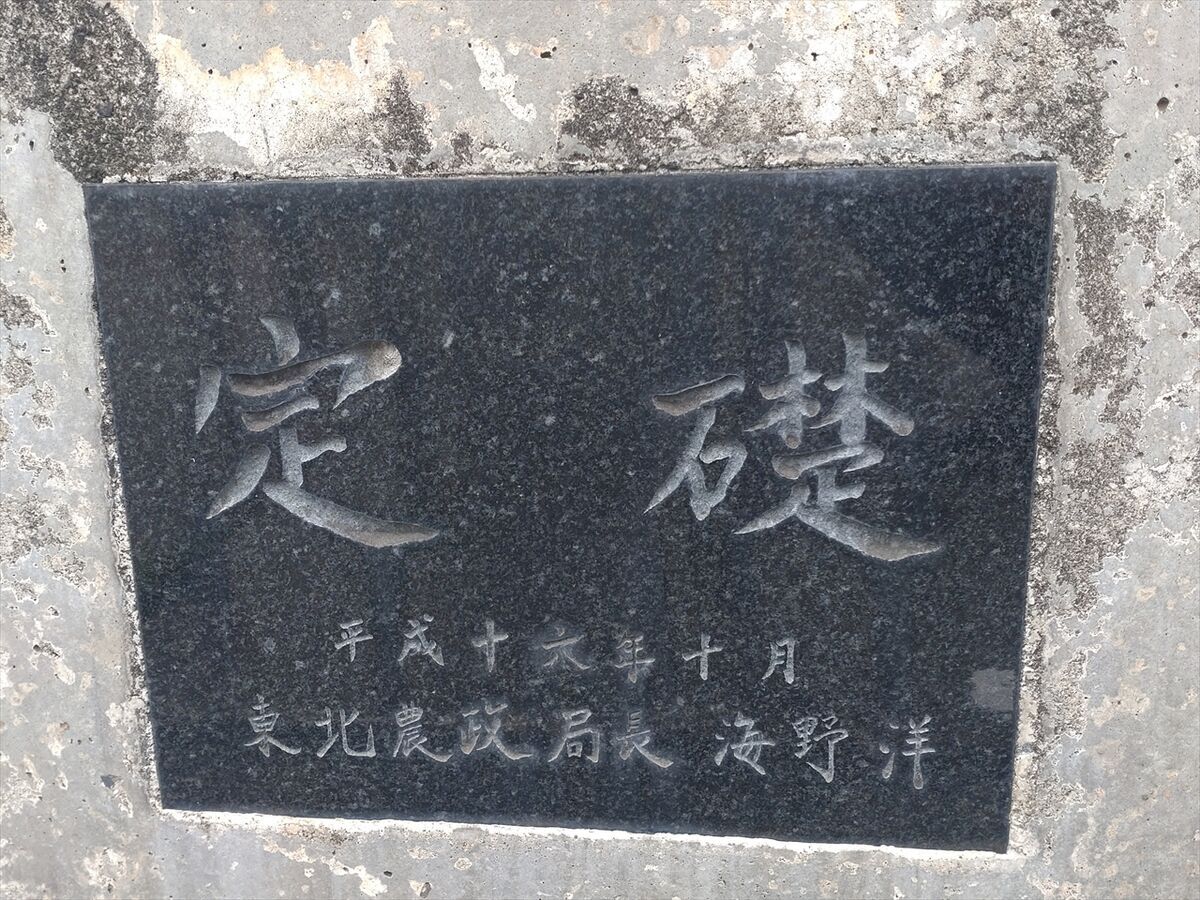 定礎
平成十六年十月
東北農政局長 海野洋